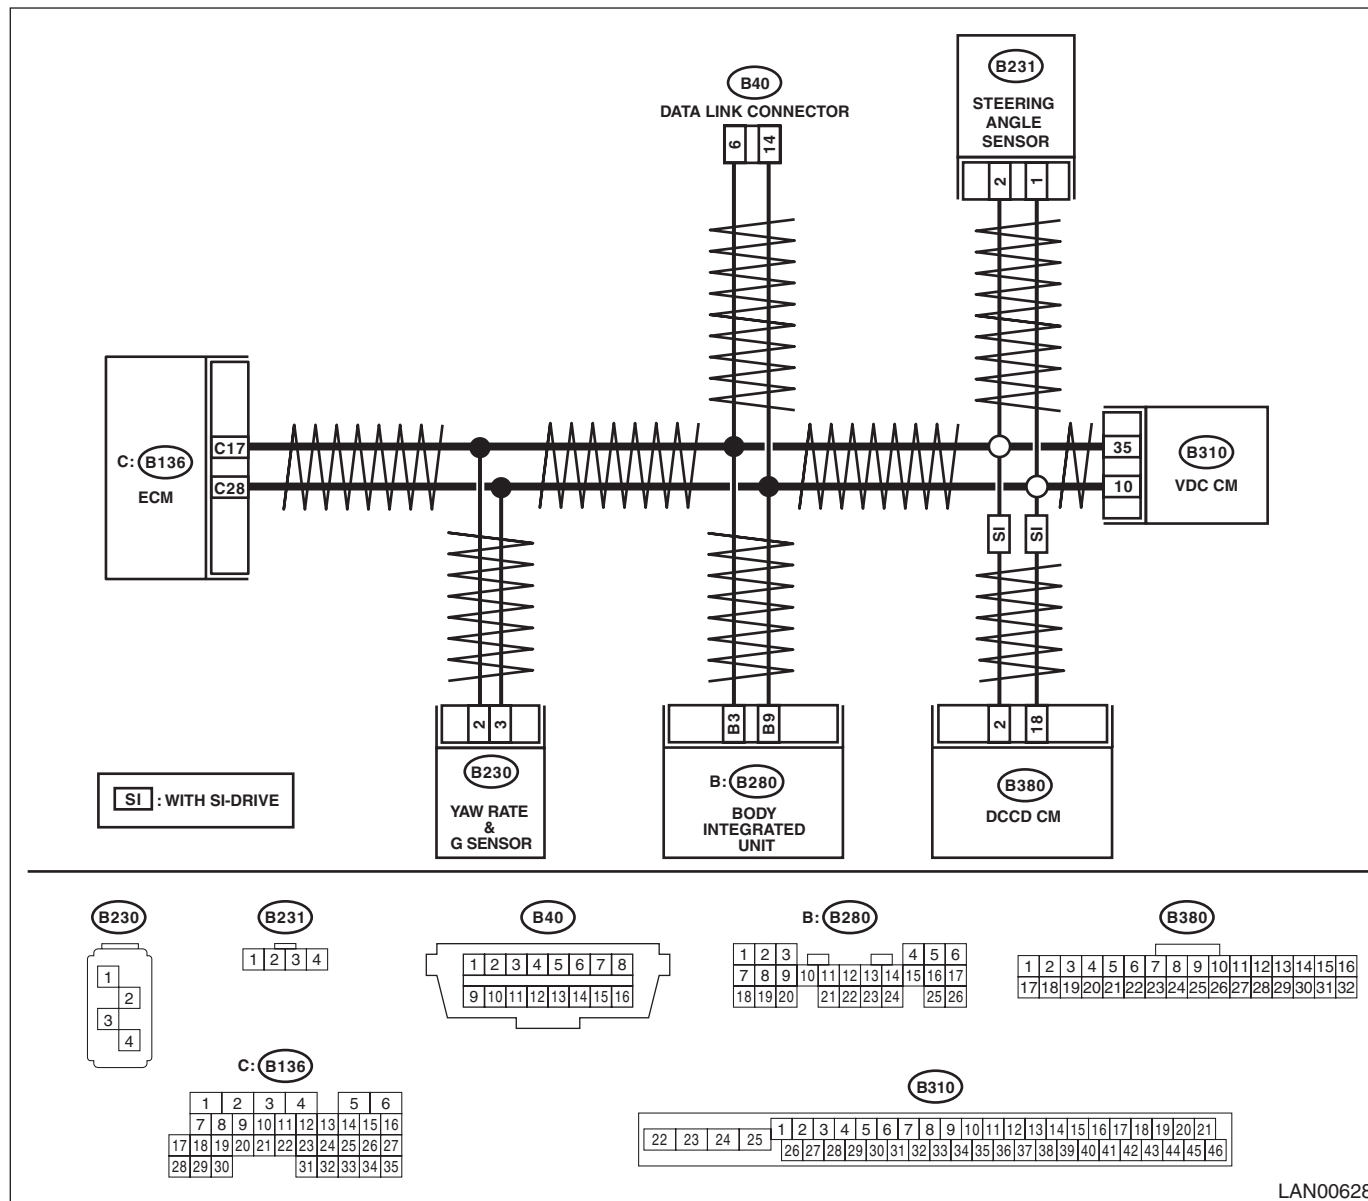 B40
DATA LINK CONNECTOR
6 14
B231
STEERING
ANGLE
SENSOR
2 1
C: B136
ECM
C17
C28
35
10
B310
VDC CM
SI SI
2 3
B230
YAW RATE
&
G SENSOR
B3 B9
B: B280
BODY
INTEGRATED
UNIT
2 18
B380
DCCD CM
SI : WITH SI-DRIVE
B230
1
2
3
4
B231
1 2 3 4
B40
1 2 3 4 5 6 7 8
9 10 11 12 13 14 15 16
B: B280
1 2 3 4 5 6
7 8 9 10 11 12 13 14 15 16 17
18 19 20 21 22 23 24 25 26
B380
1 2 3 4 5 6 7 8 9 10 11 12 13 14 15 16
17 18 19 20 21 22 23 24 25 26 27 28 29 30 31 32
C: B136
1 2 3 4 5 6
7 8 9 10 11 12 13 14 15 16
17 18 19 20 21 22 23 24 25 26 27
28 29 30 31 32 33 34 35
B310
22 23 24 25
1 2 3 4 5 6 7 8 9 10 11 12 13 14 15 16 17 18 19 20 21
26 27 28 29 30 31 32 33 34 35 36 37 38 39 40 41 42 43 44 45 46
LAN00628